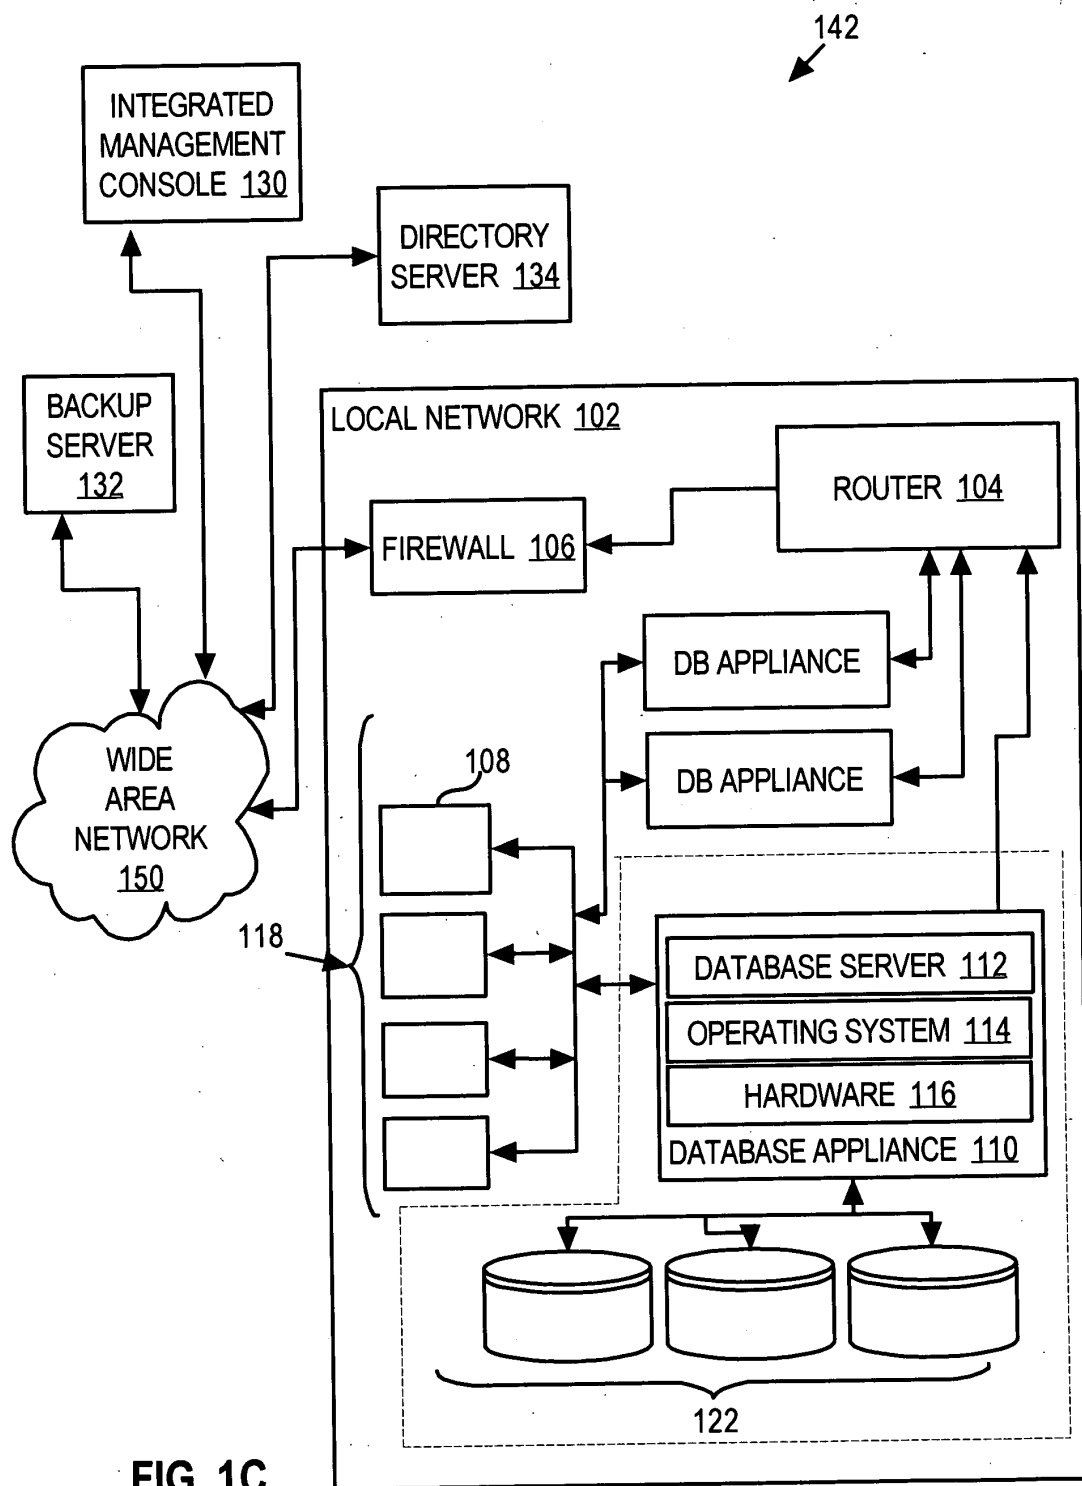 142
INTEGRATED
MANAGEMENT
CONSOLE 130
DIRECTORY
SERVER 134
BACKUP
SERVER
132
LOCAL NETWORK 102
ROUTER 104
FIREWALL 106
DB APPLIANCE
DB APPLIANCE
WIDE
AREA
NETWORK
150
108
118
DATABASE SERVER 112
OPERATING SYSTEM 114
HARDWARE 116
DATABASE APPLIANCE 110
122
FIG. 1C